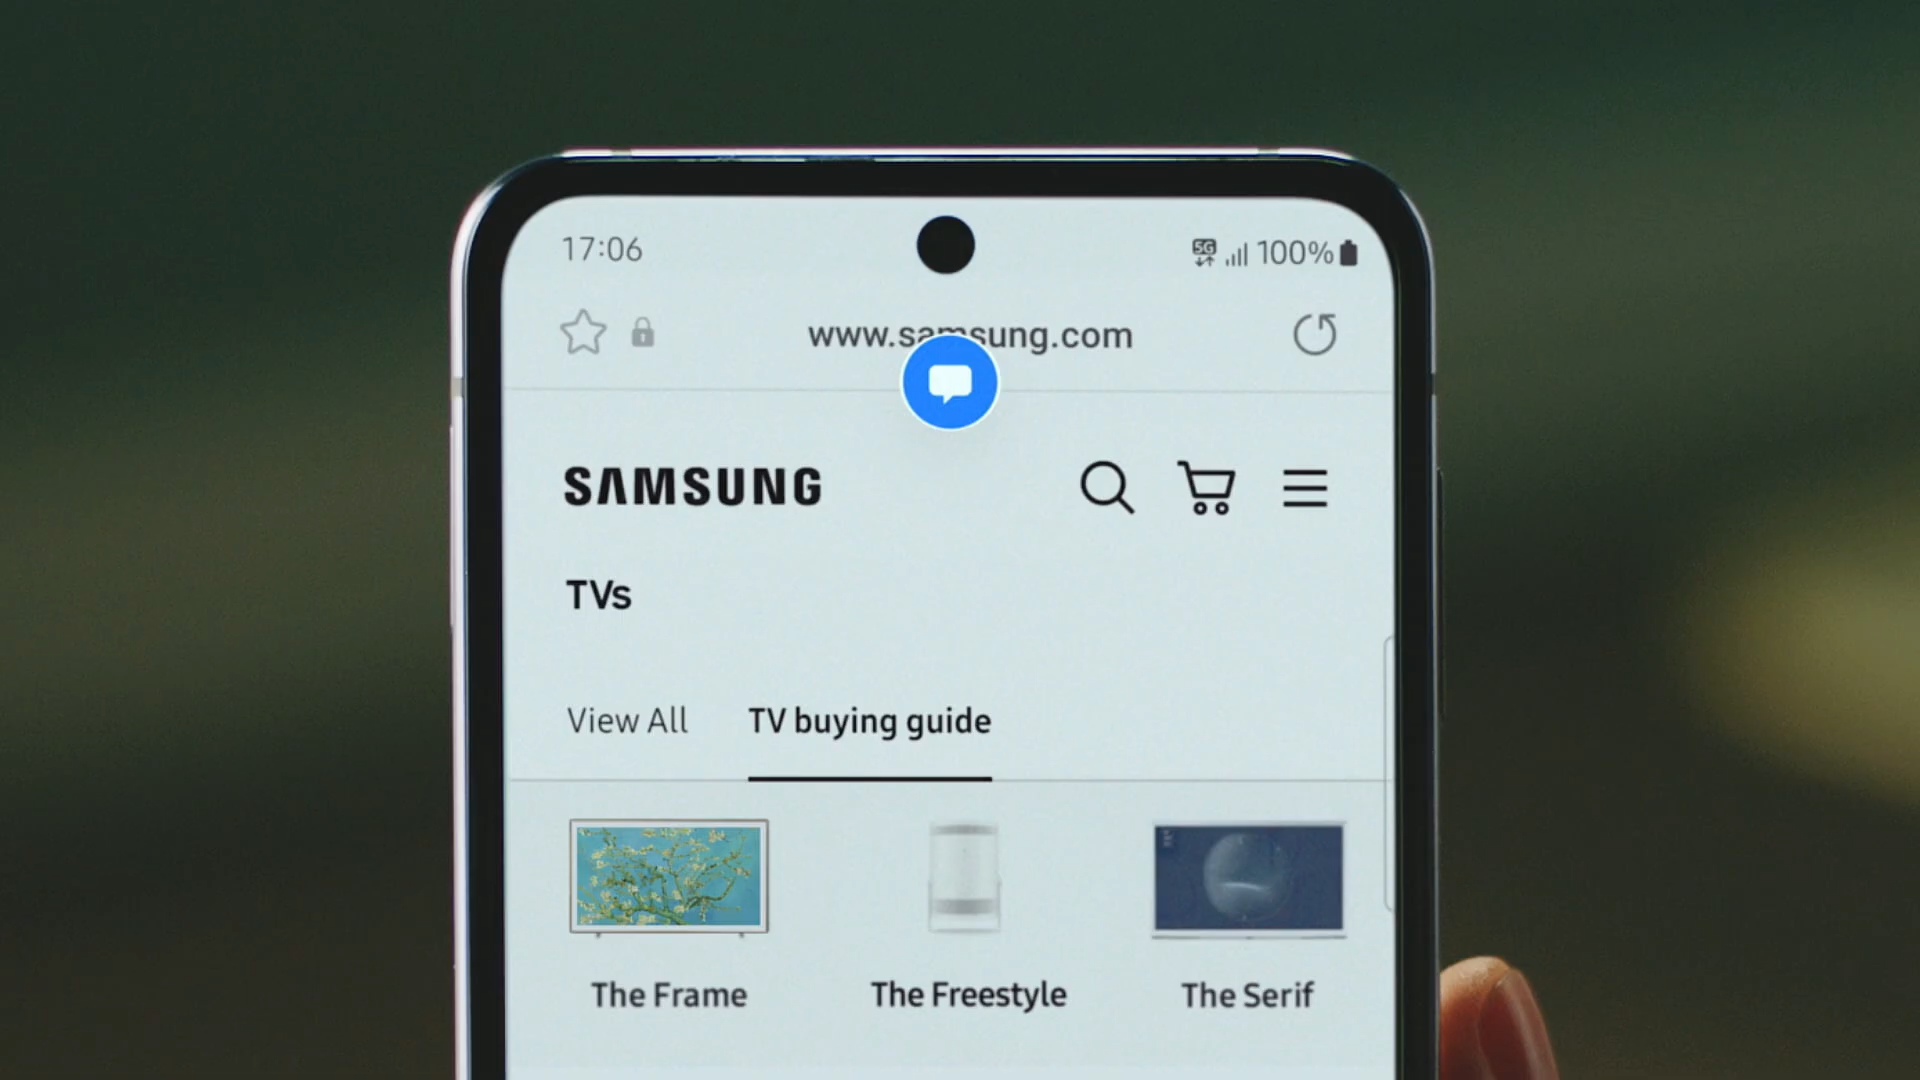 17:06
5G 100%
www.samsung.com
SAMSUNG
TVs
View All TV buying guide
The Frame The Freestyle The Serif